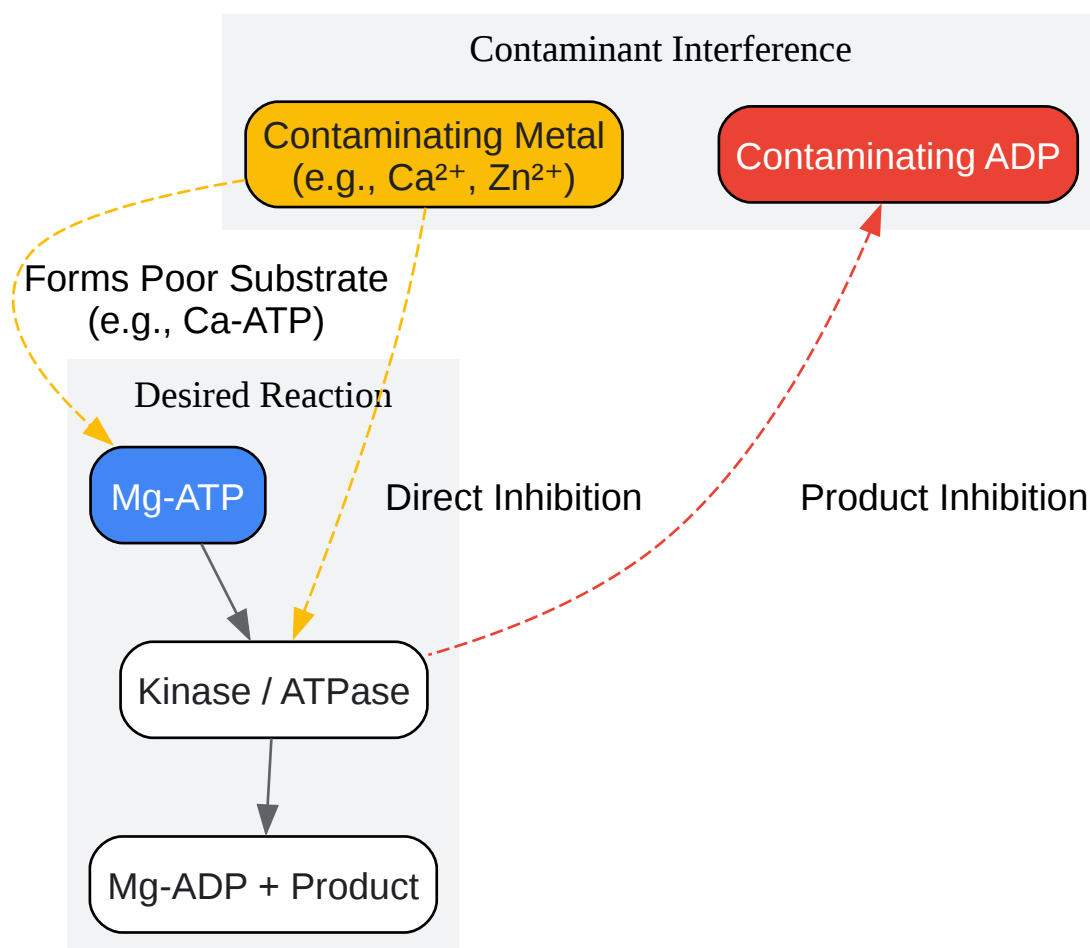 Contaminant Interference
Contaminating Metal
(e.g., Ca²⁺, Zn²⁺)
Contaminating ADP
Forms Poor Substrate
(e.g., Ca-ATP)
Desired Reaction
Mg-ATP
Direct Inhibition
Product Inhibition
Kinase / ATPase
Mg-ADP + Product